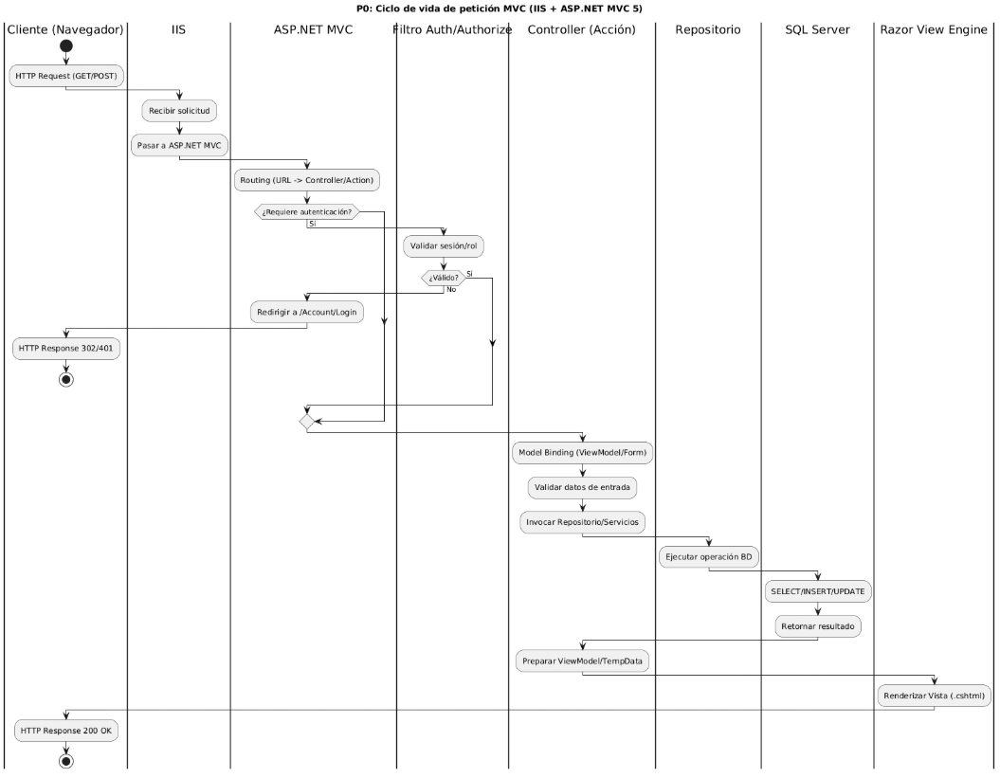 P0: Ciclo de vida de petición MVC (IIS + ASP.NET MVC 5)
Cliente (Navegador)
IIS
ASP.NET MVC
Filtro Auth/Authorize
Controller (Acción)
Repositorio
SQL Server
Razor View Engine
HTTP Request (GET/POST)
Recibir solicitud
Pasar a ASP.NET MVC
Routing (URL -> Controller/Action)
¿Requiere autenticación?
Sí
Validar sesión/rol
¿Válido?
Sí
No
Redirigir a /Account/Login
HTTP Response 302/401
Model Binding (ViewModel/Form)
Validar datos de entrada
Invocar Repositorio/Servicios
Ejecutar operación BD
SELECT/INSERT/UPDATE
Retornar resultado
Preparar ViewModel/TempData
Renderizar Vista (.cshtml)
HTTP Response 200 OK